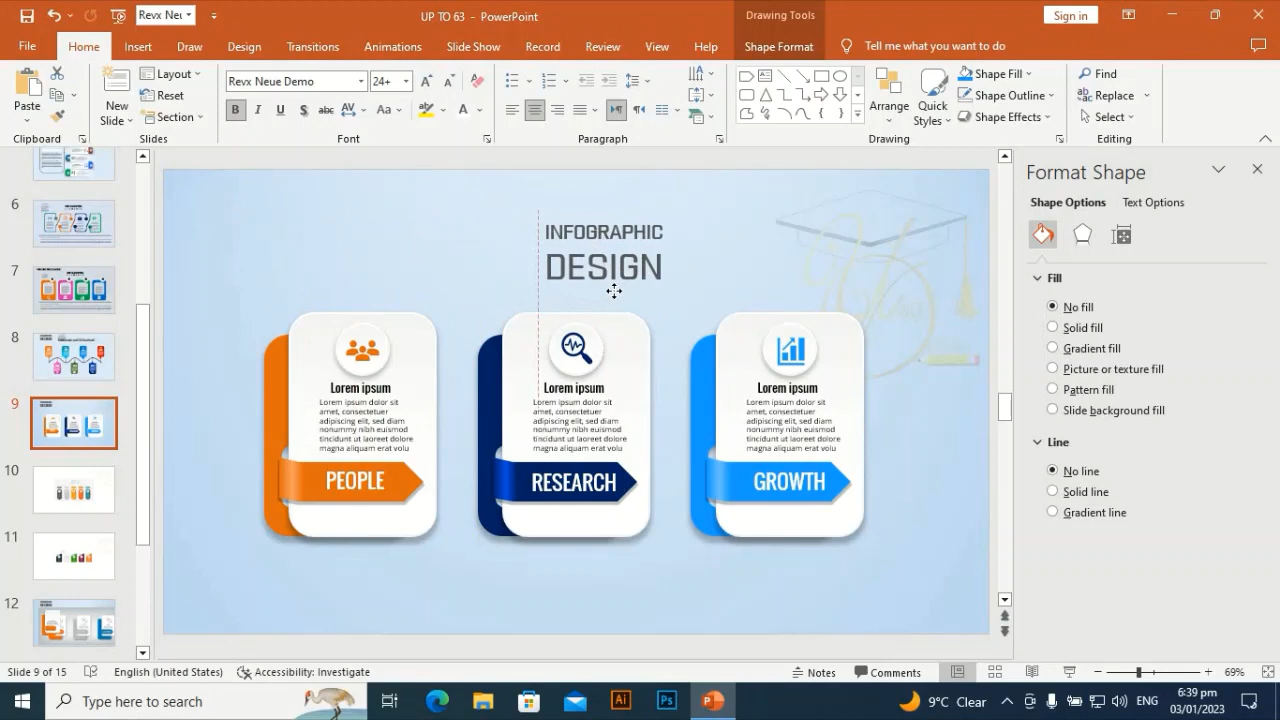 Revx Neu
UP TO 63 - PowerPoint
Drawing Tools
Sign in
File
Home
Insert
Draw
Design
Transitions
Animations
Slide Show
Record
Review
View
Help
Shape Format
Tell me what you want to do
Paste
Clipboard
New
Slide
Layout
Reset
Section
Slides
Revx Neue Demo
24+
Font
Paragraph
Arrange
Quick
Styles
Shape Fill
Shape Outline
Shape Effects
Drawing
Find
Replace
Select
Editing
6
7
8
9
10
11
12
INFOGRAPHIC
DESIGN
Lorem ipsum
Lorem ipsum dolor sit
amet, consectetuer
adipiscing elit, sed diam
nonummy nibh euismod
tincidunt ut laoreet dolore
magna aliquam erat volu
PEOPLE
Lorem ipsum
Lorem ipsum dolor sit
amet, consectetuer
adipiscing elit, sed diam
nonummy nibh euismod
tincidunt ut laoreet dolore
magna aliquam erat volu
RESEARCH
Lorem ipsum
Lorem ipsum dolor sit
amet, consectetuer
adipiscing elit, sed diam
nonummy nibh euismod
tincidunt ut laoreet dolore
magna aliquam erat volu
GROWTH
Format Shape
Shape Options
Text Options
Fill
No fill
Solid fill
Gradient fill
Picture or texture fill
Pattern fill
Slide background fill
Line
No line
Solid line
Gradient line
Slide 9 of 15
English (United States)
Accessibility: Investigate
Notes
Comments
69%
Type here to search
9°C Clear
ENG
6:39 pm
03/01/2023